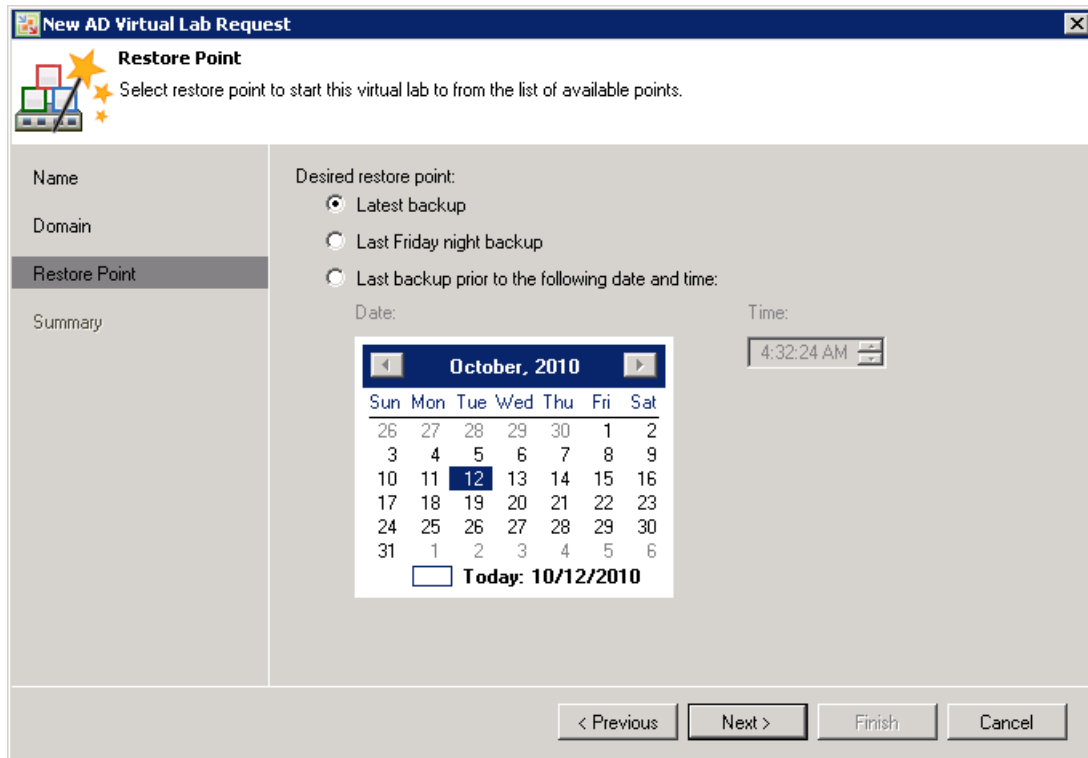 New AD Virtual Lab Request
Restore Point
Select restore point to start this virtual lab to from the list of available points.
Name
Domain
Restore Point
Summary
Desired restore point:
Latest backup
Last Friday night backup
Last backup prior to the following date and time:
Date:
Time:
4:32:24 AM
October, 2010
Sun Mon Tue Wed Thu Fri Sat
26 27 28 29 30 1 2
3 4 5 6 7 8 9
10 11 12 13 14 15 16
17 18 19 20 21 22 23
24 25 26 27 28 29 30
31 1 2 3 4 5 6
Today: 10/12/2010
< Previous
Next >
Finish
Cancel